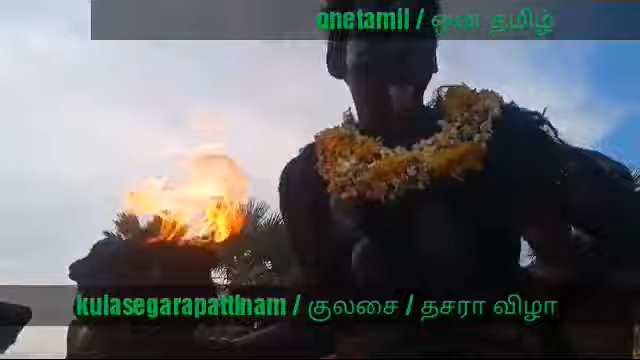 onetamil / ஒன தமிழ்
kulasegarapattinam / குலசை / தசரா விழா